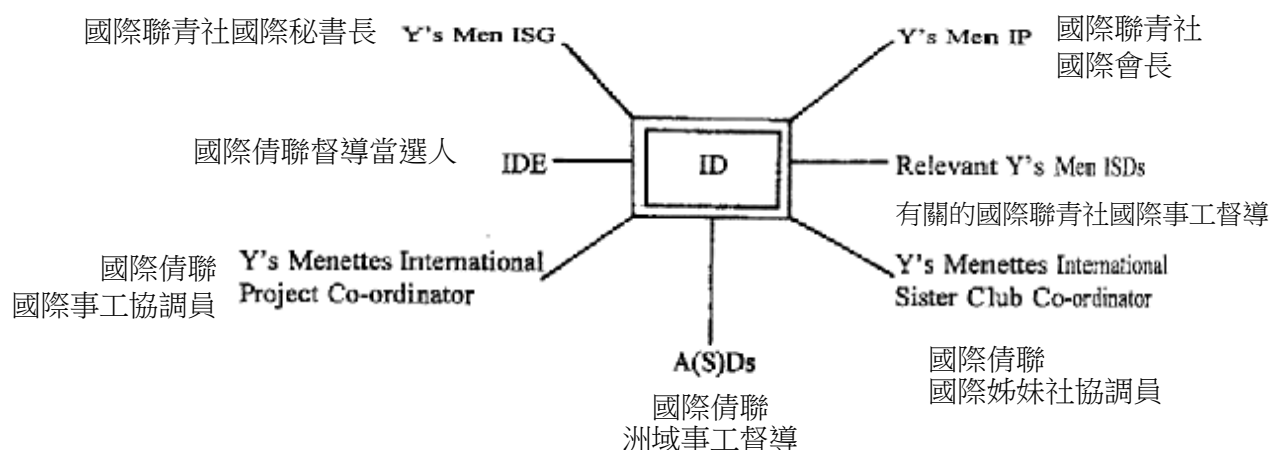 國際聯青社國際秘書長 Y's Men ISG
Y's Men IP 國際聯青社
國際會長
國際倩聯督導當選人 IDE
ID
Relevant Y's Men ISDs
有關的國際聯青社國際事工督導
國際倩聯 Y's Menettes International
國際事工協調員 Project Co-ordinator
Y's Menettes International
Sister Club Co-ordinator
A(S)Ds
國際倩聯
洲域事工督導
國際倩聯
國際姊妹社協調員